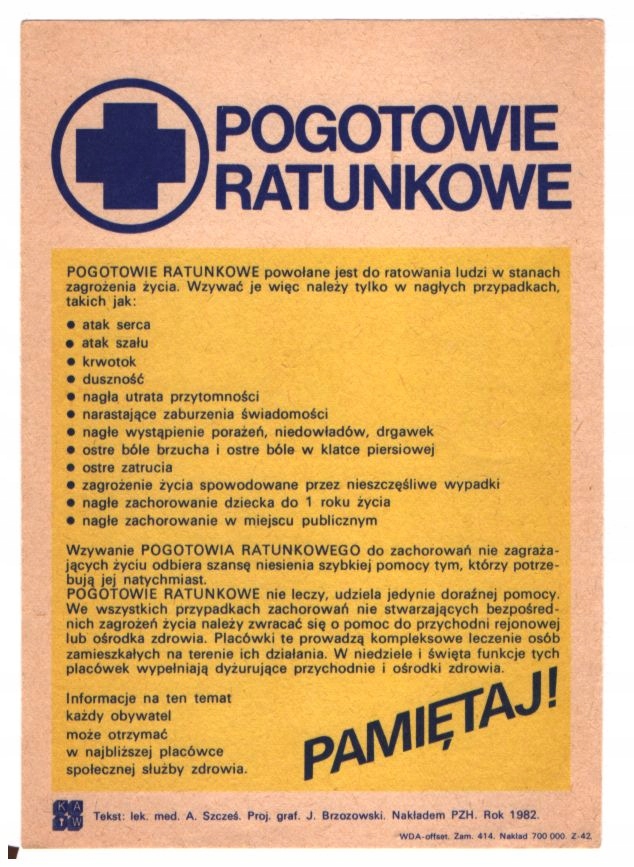 POGOTOWIE
RATUNKOWE
POGOTOWIE RATUNKOWE powołane jest do ratowania ludzi w stanach
zagrożenia życia. Wzywać je więc należy tylko w nagłych przypadkach,
takich jak:
● atak serca
● atak szału
● krwotok
● duszność
● nagła utrata przytomności
● narastające zaburzenia świadomości
● nagłe wystąpienie porażeń, niedowładów, drgawek
● ostre bóle brzucha i ostre bóle w klatce piersiowej
● ostre zatrucia
● zagrożenie życia spowodowane przez nieszczęśliwe wypadki
● nagłe zachorowanie dziecka do 1 roku życia
● nagłe zachorowanie w miejscu publicznym
Wzywanie POGOTOWIA RATUNKOWEGO do zachorowań nie zagraża-
jących życiu odbiera szansę niesienia szybkiej pomocy tym, którzy potrze-
bują jej natychmiast.
POGOTOWIE RATUNKOWE nie leczy, udziela jedynie doraźnej pomocy.
We wszystkich przypadkach zachorowań nie stwarzających bezpośred-
nich zagrożeń życia należy zwracać się o pomoc do przychodni rejonowej
lub ośrodka zdrowia. Placówki te prowadzą kompleksowe leczenie osób
zamieszkałych na terenie ich działania. W niedziele i święta funkcje tych
placówek wypełniają dyżurujące przychodnie i ośrodki zdrowia.
Informacje na ten temat
każdy obywatel
może otrzymać
w najbliższej placówce
społecznej służby zdrowia.
PAMIĘTAJ!
KA
TW
Tekst: lek. med. A. Szcześ. Proj. graf. J. Brzozowski. Nakładem PZH. Rok 1982.
WDA-offset. Zam. 414. Nakład 700 000. Z-42.